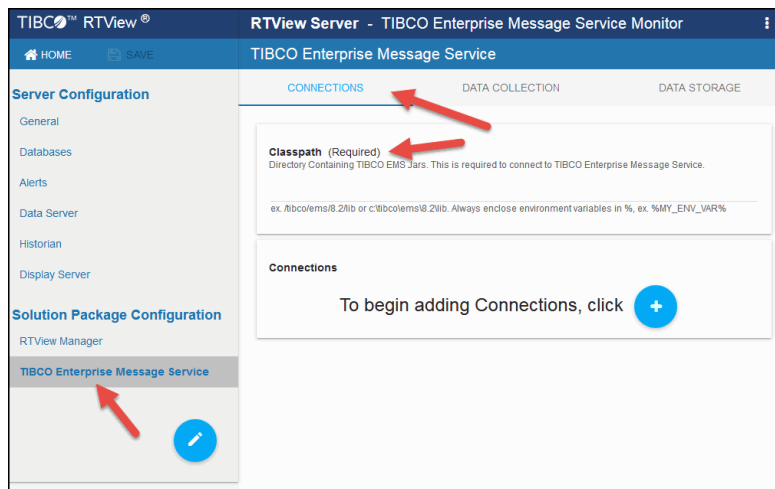 TIBCO™ RTView ®
RTView Server - TIBCO Enterprise Message Service Monitor
HOME
SAVE
TIBCO Enterprise Message Service
Server Configuration
General
Databases
Alerts
Data Server
Historian
Display Server
Solution Package Configuration
RTView Manager
TIBCO Enterprise Message Service
CONNECTIONS
DATA COLLECTION
DATA STORAGE
Classpath (Required)
Directory Containing TIBCO EMS Jars. This is required to connect to TIBCO Enterprise Message Service.
ex. /tibco/ems/8.2/lib or c:\tibco\ems\8.2\lib. Always enclose environment variables in %, ex. %MY_ENV_VAR%
Connections
To begin adding Connections, click